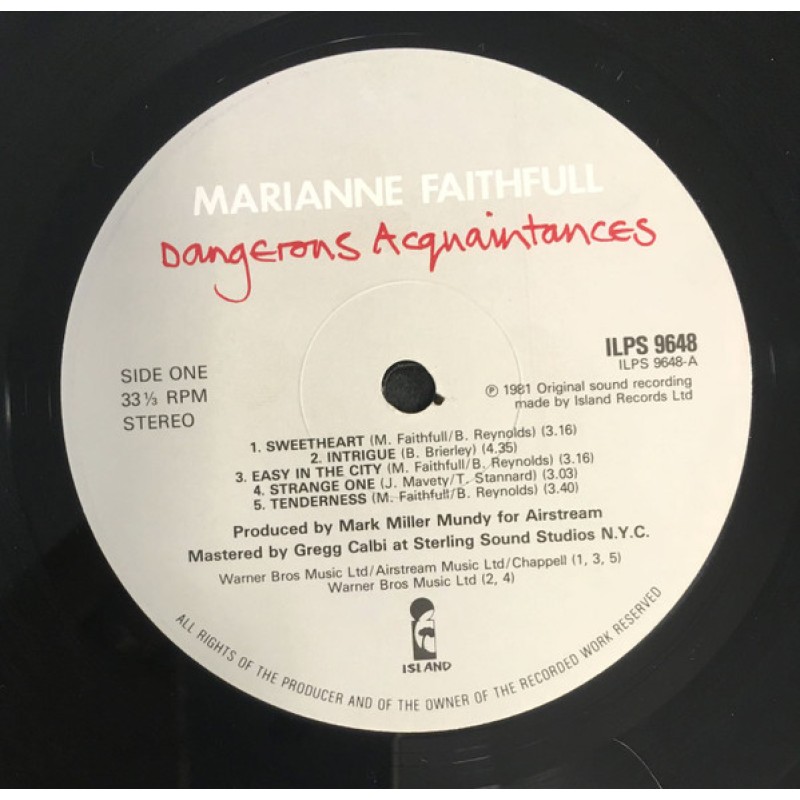 MARIANNE FAITHFULL
Dangerous Acquaintances
SIDE ONE
33⅓ RPM
STEREO
ILPS 9648
ILPS 9648-A
℗ 1981 Original sound recording
made by Island Records Ltd
1. SWEETHEART (M. Faithfull/B. Reynolds) (3.16)
2. INTRIGUE (B. Brierley) (4.35)
3. EASY IN THE CITY (M. Faithfull/B. Reynolds) (3.16)
4. STRANGE ONE (J. Mavety/T. Stannard) (3.03)
5. TENDERNESS (M. Faithfull/B. Reynolds) (3.40)
Produced by Mark Miller Mundy for Airstream
Mastered by Gregg Calbi at Sterling Sound Studios N.Y.C.
Warner Bros Music Ltd/Airstream Music Ltd/Chappell (1, 3, 5)
Warner Bros Music Ltd (2, 4)
ISLAND
ALL RIGHTS OF THE PRODUCER AND OF THE OWNER OF THE RECORDED WORK RESERVED